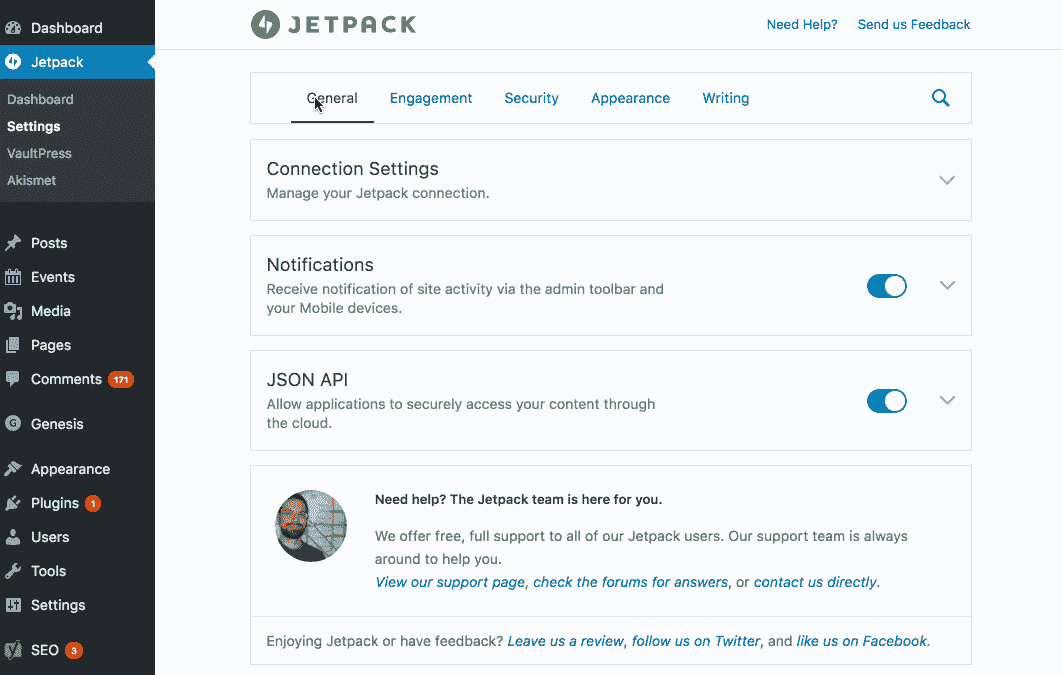 Dashboard
Jetpack
Dashboard
Settings
VaultPress
Akismet
Posts
Events
Media
Pages
Comments 171
Genesis
Appearance
Plugins 1
Users
Tools
Settings
SEO 3
JETPACK
Need Help? Send us Feedback
General Engagement Security Appearance Writing
Connection Settings
Manage your Jetpack connection.
Notifications
Receive notification of site activity via the admin toolbar and
your Mobile devices.
JSON API
Allow applications to securely access your content through
the cloud.
Need help? The Jetpack team is here for you.
We offer free, full support to all of our Jetpack users. Our support team is always
around to help you.
View our support page, check the forums for answers, or contact us directly.
Enjoying Jetpack or have feedback? Leave us a review, follow us on Twitter, and like us on Facebook.